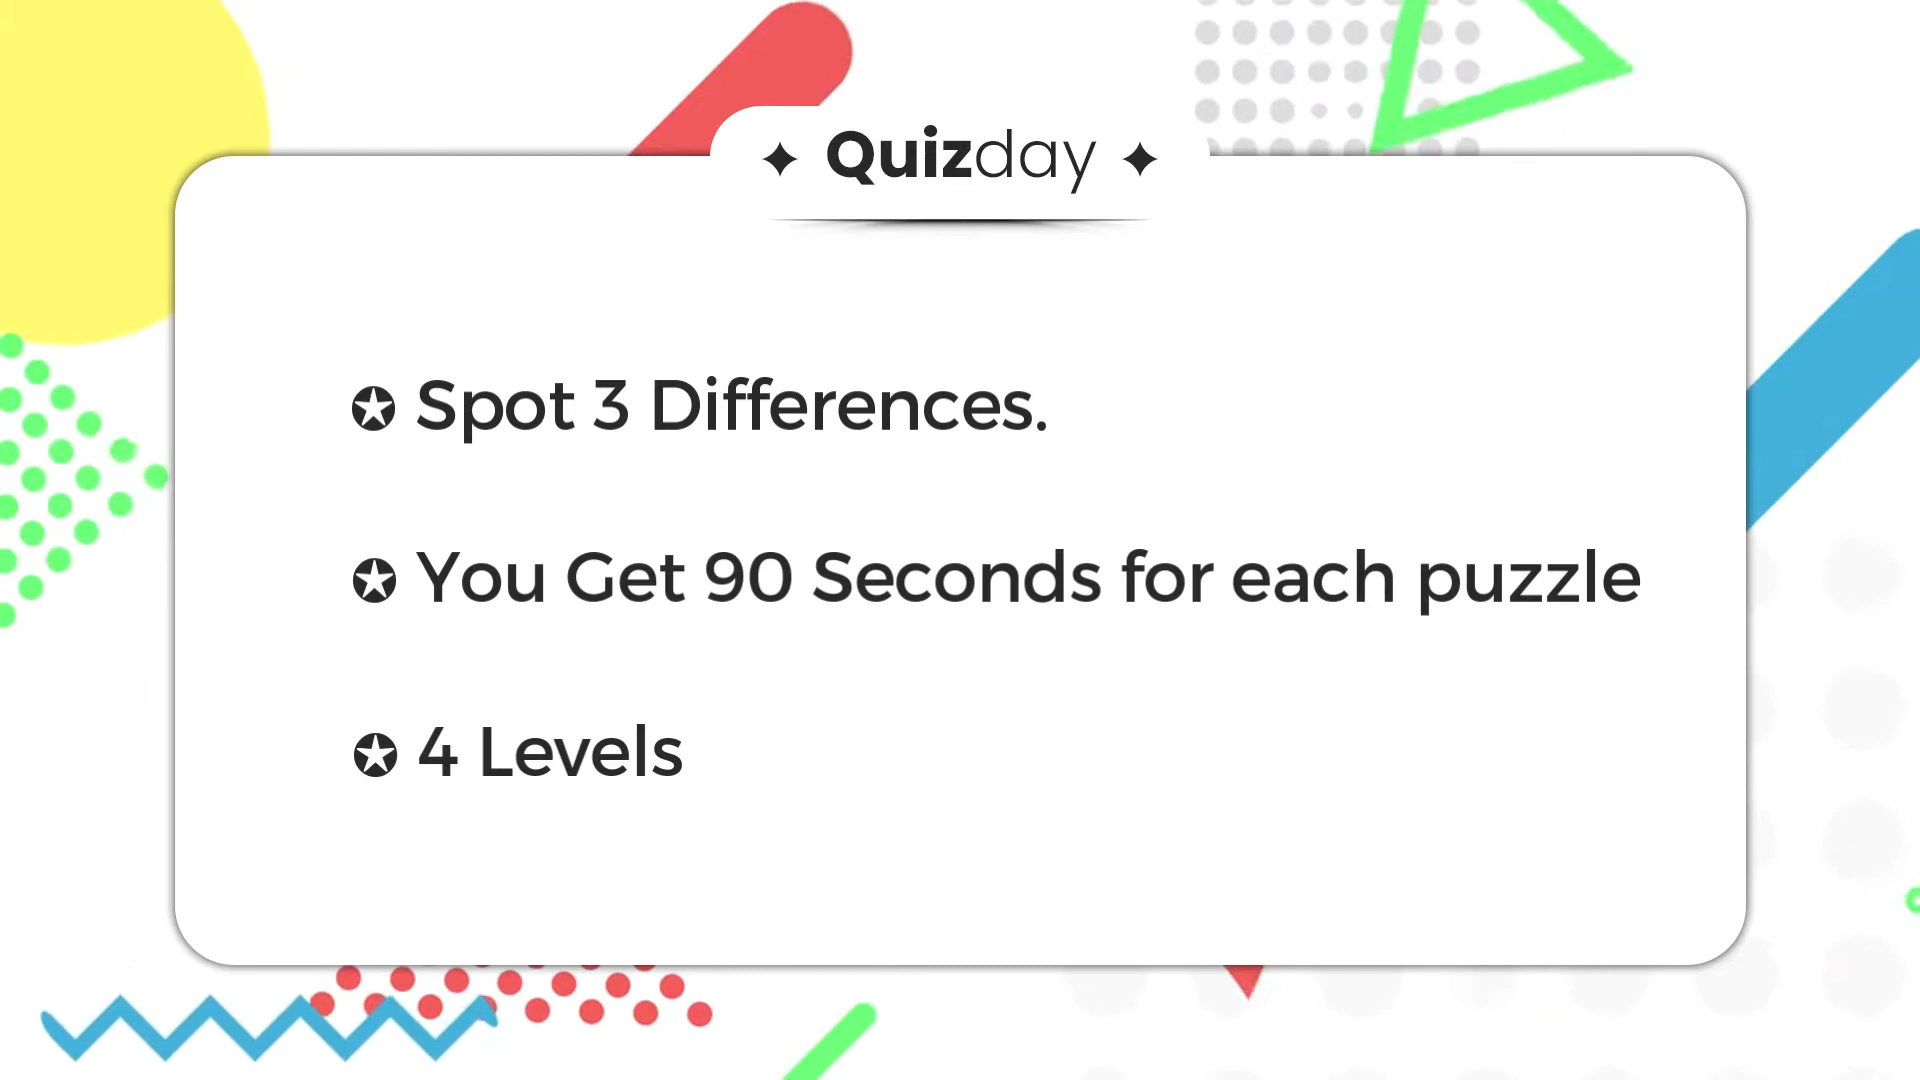 Quizday
Spot 3 Differences.
You Get 90 Seconds for each puzzle
4 Levels